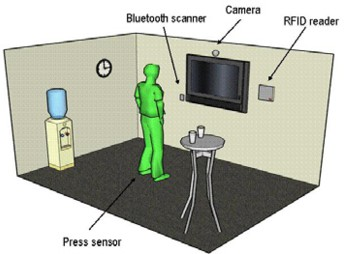 Camera
Bluetooth scanner
RFID reader
Press sensor